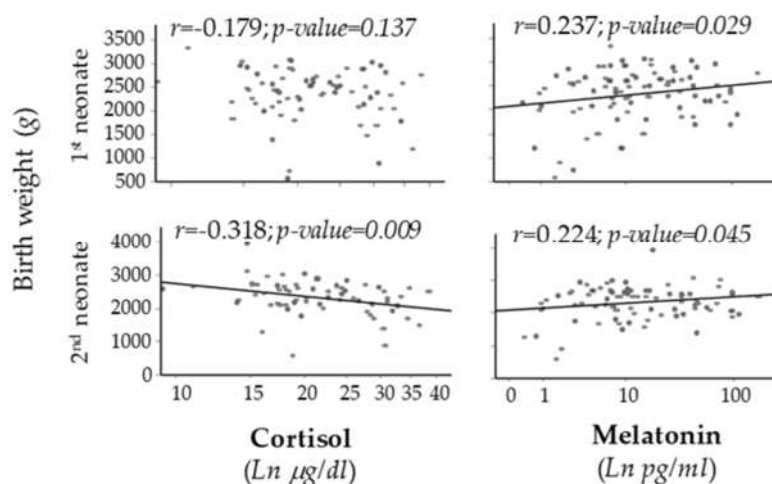 r=-0.179; p-value=0.137
r=0.237; p-value=0.029
3500
3000
2500
2000
1500
1000
500
1st neonate
Birth weight (g)
r=-0.318; p-value=0.009
r=0.224; p-value=0.045
4000
3000
2000
1000
0
2nd neonate
10 15 20 25 30 35 40
0 1 10 100
Cortisol
(Ln μg/dl)
Melatonin
(Ln pg/ml)